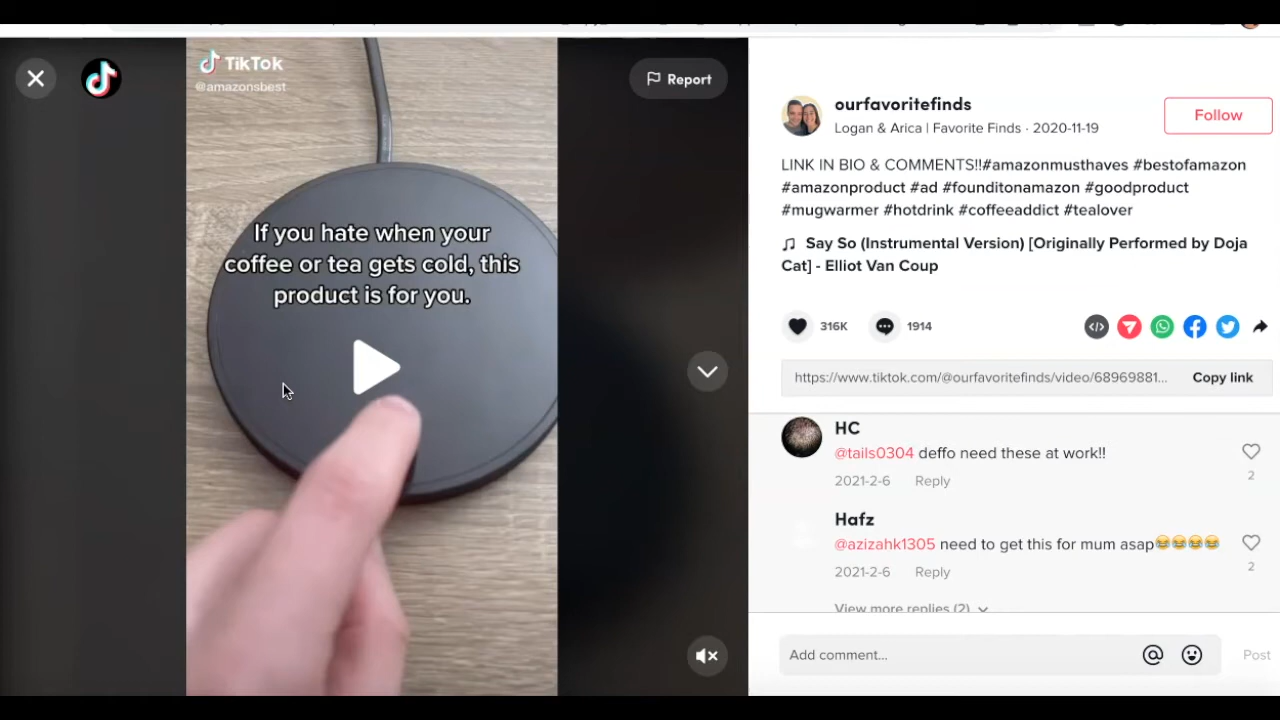 TikTok
@amazonsbest
Report
If you hate when your
coffee or tea gets cold, this
product is for you.
ourfavoritefinds
Logan & Arica | Favorite Finds · 2020-11-19
Follow
LINK IN BIO & COMMENTS!!#amazonmusthaves #bestofamazon
#amazonproduct #ad #founditonamazon #goodproduct
#mugwarmer #hotdrink #coffeeaddict #tealover
Say So (Instrumental Version) [Originally Performed by Doja
Cat] - Elliot Van Coup
316K
1914
https://www.tiktok.com/@ourfavoritefinds/video/68969881...
Copy link
HC
@tails0304 deffo need these at work!!
2021-2-6 Reply
2
Hafz
@azizahk1305 need to get this for mum asap😂😂😂😂
2021-2-6 Reply
2
View more replies (2)
Add comment...
Post